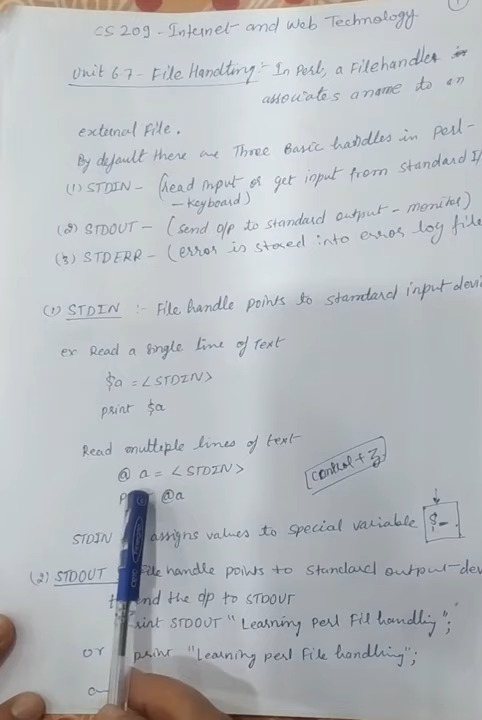 1
CS 209 - Internet and Web Technology
Unit 6.7 - File Handling :- In Perl, a Filehandler
associates a name to an
external File.
By default there are Three Basic handles in perl -
(1) STDIN - (Read input or get input from standard I/
- Keyboard)
(2) STDOUT - (send o/p to standard output - monitor)
(3) STDERR - (error is stored into error log file
(1) STDIN :- File handle points to standard input devi
ex Read a single line of text
$a = <STDIN>
print $a
Read multiple lines of text
@ a = <STDIN>
[control + z]
@a
STDIN assigns values to special variable $_.
(2) STDOUT File handle points to standard output-dev
the o/p to STDOUT
print STDOUT "Learning perl Fil handling";
or print "Learning perl File handling";